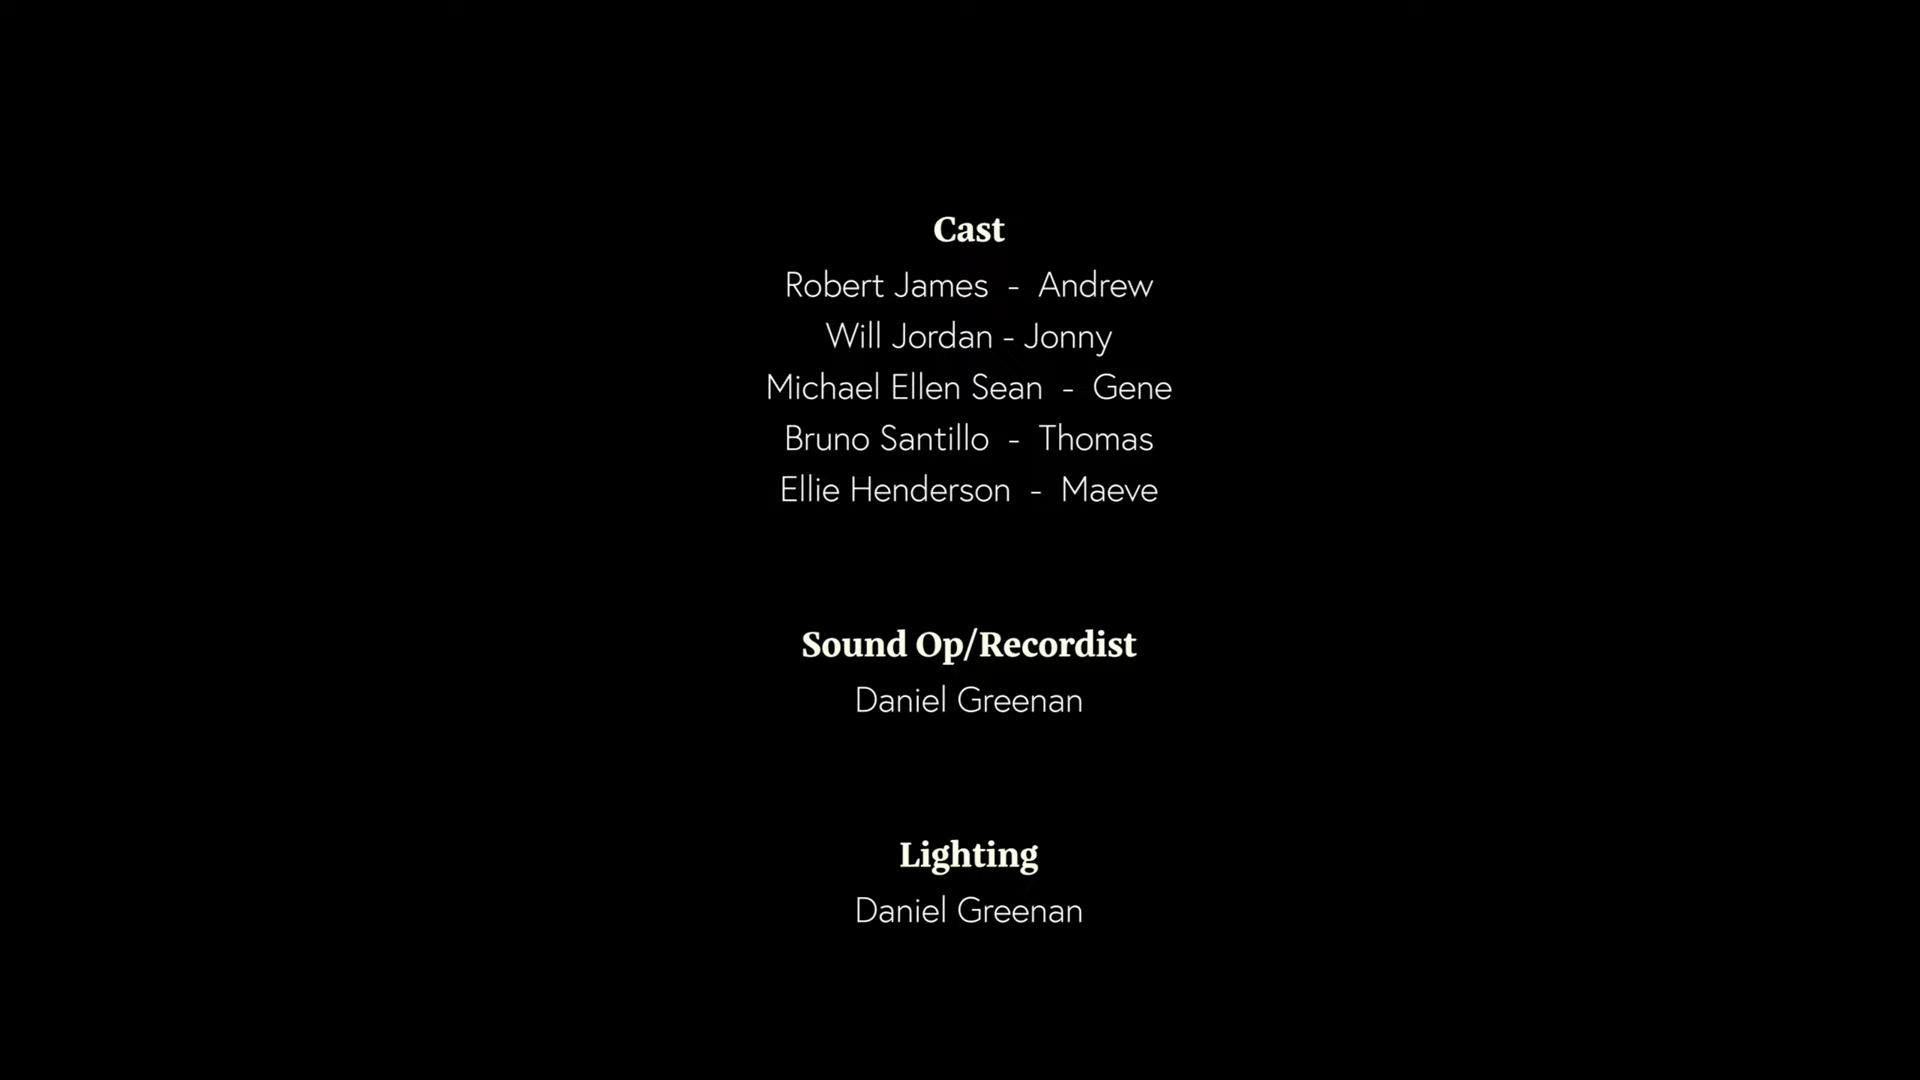 Cast
Robert James - Andrew
Will Jordan - Jonny
Michael Ellen Sean - Gene
Bruno Santillo - Thomas
Ellie Henderson - Maeve
Sound Op/Recordist
Daniel Greenan
Lighting
Daniel Greenan